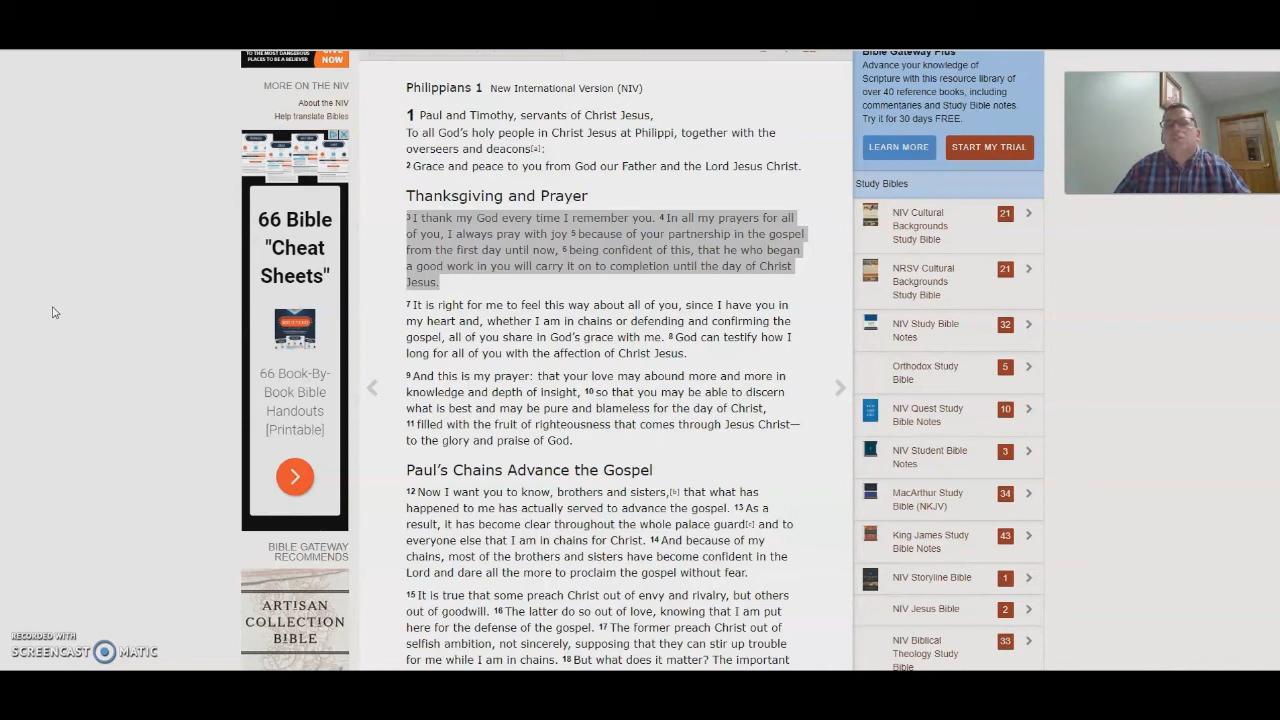 TO THE MOST DANGEROUS
PLACES TO BE A BELIEVER
NOW
MORE ON THE NIV
About the NIV
Help translate Bibles
66 Bible
"Cheat
Sheets"
66 Book-By-
Book Bible
Handouts
[Printable]
BIBLE GATEWAY
RECOMMENDS
ARTISAN
COLLECTION
BIBLE
RECORDED WITH
SCREENCAST MATIC
Philippians 1 New International Version (NIV)
1 Paul and Timothy, servants of Christ Jesus,
To all God's holy people in Christ Jesus at Philippi, together with the
overseers and deacons[a]:
2 Grace and peace to you from God our Father and the Lord Jesus Christ.
Thanksgiving and Prayer
3 I thank my God every time I remember you. 4 In all my prayers for all
of you, I always pray with joy 5 because of your partnership in the gospel
from the first day until now, 6 being confident of this, that he who began
a good work in you will carry it on to completion until the day of Christ
Jesus.
7 It is right for me to feel this way about all of you, since I have you in
my heart and, whether I am in chains or defending and confirming the
gospel, all of you share in God's grace with me. 8 God can testify how I
long for all of you with the affection of Christ Jesus.
9 And this is my prayer: that your love may abound more and more in
knowledge and depth of insight, 10 so that you may be able to discern
what is best and may be pure and blameless for the day of Christ,
11 filled with the fruit of righteousness that comes through Jesus Christ—
to the glory and praise of God.
Paul's Chains Advance the Gospel
12 Now I want you to know, brothers and sisters,[b] that what has
happened to me has actually served to advance the gospel. 13 As a
result, it has become clear throughout the whole palace guard[c] and to
everyone else that I am in chains for Christ. 14 And because of my
chains, most of the brothers and sisters have become confident in the
Lord and dare all the more to proclaim the gospel without fear.
15 It is true that some preach Christ out of envy and rivalry, but others
out of goodwill. 16 The latter do so out of love, knowing that I am put
here for the defense of the gospel. 17 The former preach Christ out of
selfish ambition, not sincerely, supposing that they can stir up trouble
for me while I am in chains. 18 But what does it matter? The important
Bible Gateway Plus
Advance your knowledge of
Scripture with this resource library of
over 40 reference books, including
commentaries and Study Bible notes.
Try it for 30 days FREE.
LEARN MORE START MY TRIAL
Study Bibles
NIV Cultural 21
Backgrounds
Study Bible
NRSV Cultural 21
Backgrounds
Study Bible
NIV Study Bible 32
Notes
Orthodox Study 5
Bible
NIV Quest Study 10
Bible Notes
NIV Student Bible 3
Notes
MacArthur Study 34
Bible (NKJV)
King James Study 43
Bible Notes
NIV Storyline Bible 1
NIV Jesus Bible 2
NIV Biblical 33
Theology Study
Bible